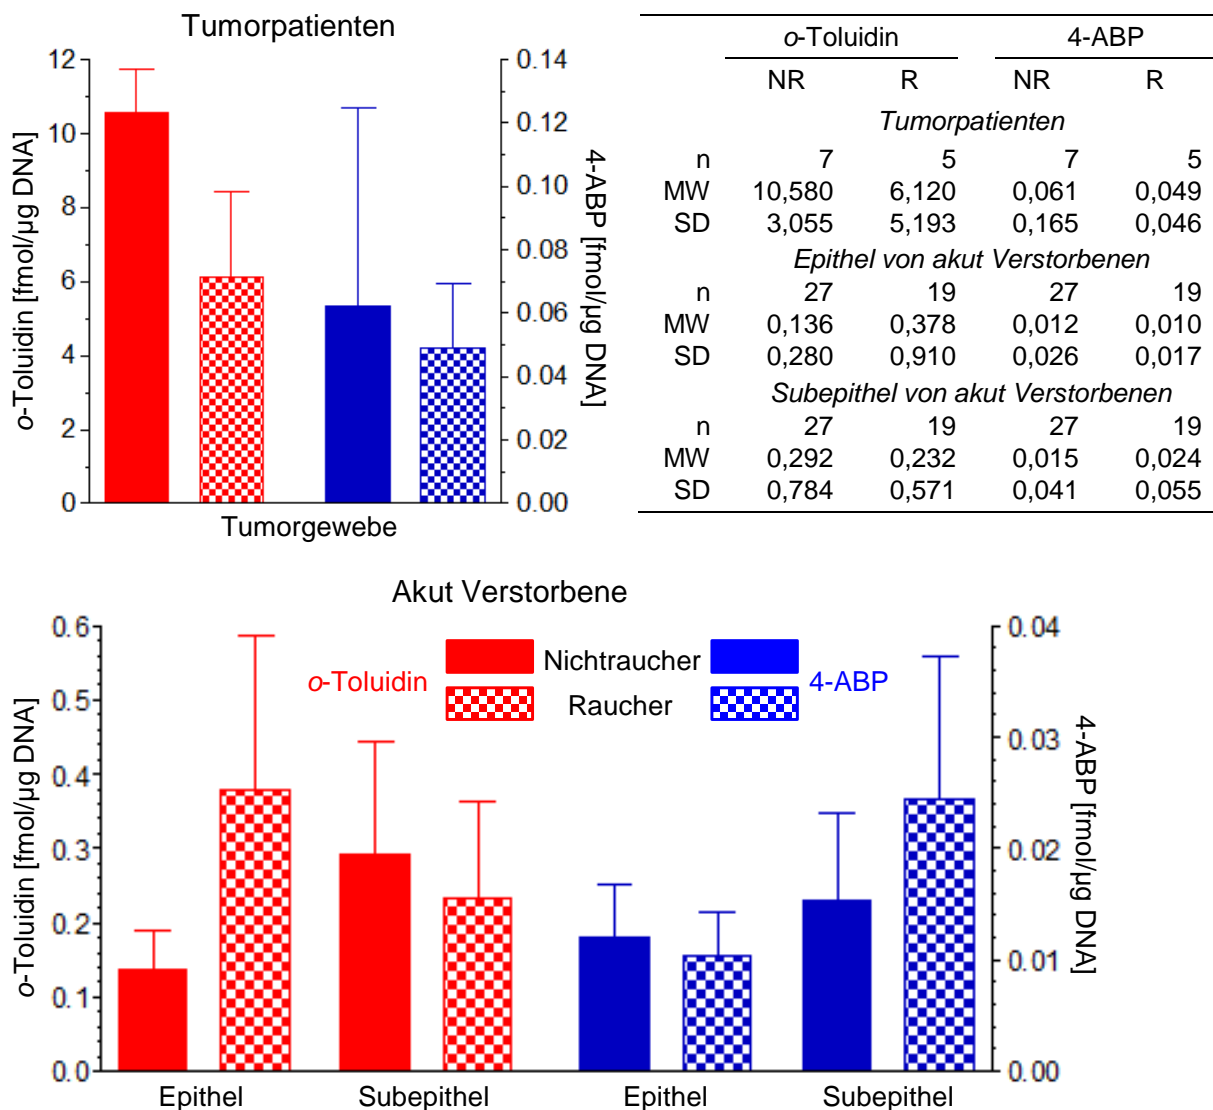 Tumorpatienten
o-Toluidin [fmol/µg DNA]
12
10
8
6
4
2
0
0.14
0.12
0.10
0.08
0.06
0.04
0.02
0.00
4-ABP [fmol/µg DNA]
Tumorgewebe
o-Toluidin 4-ABP
NR R NR R
Tumorpatienten
n 7 5 7 5
MW 10,580 6,120 0,061 0,049
SD 3,055 5,193 0,165 0,046
Epithel von akut Verstorbenen
n 27 19 27 19
MW 0,136 0,378 0,012 0,010
SD 0,280 0,910 0,026 0,017
Subepithel von akut Verstorbenen
n 27 19 27 19
MW 0,292 0,232 0,015 0,024
SD 0,784 0,571 0,041 0,055
Akut Verstorbene
o-Toluidin [fmol/µg DNA]
0.6
0.5
0.4
0.3
0.2
0.1
0.0
o-Toluidin
Nichtraucher
Raucher
4-ABP
0.04
0.03
0.02
0.01
0.00
4-ABP [fmol/µg DNA]
Epithel Subepithel Epithel Subepithel